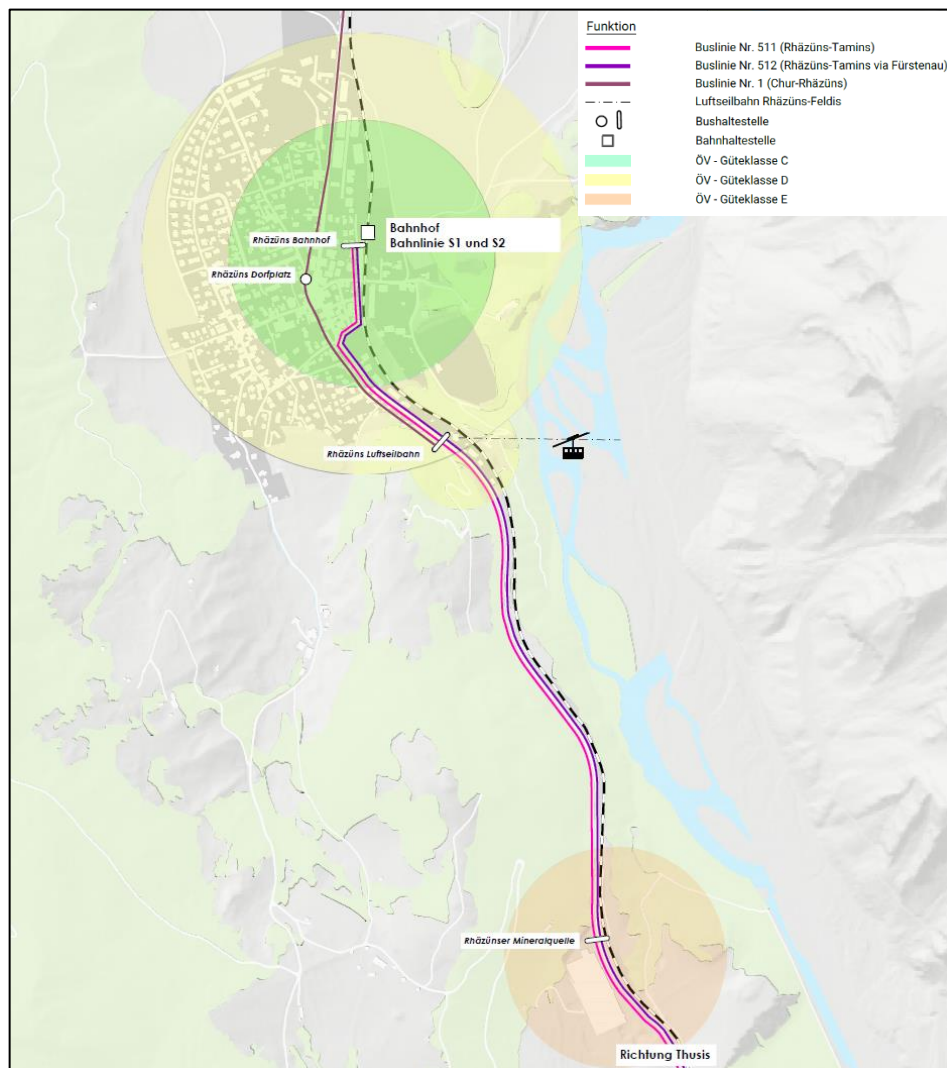 Funktion
Buslinie Nr. 511 (Rhäzüns-Tamins)
Buslinie Nr. 512 (Rhäzüns-Tamins via Fürstenau)
Buslinie Nr. 1 (Chur-Rhäzüns)
Luftseilbahn Rhäzüns-Feldis
Bushaltestelle
Bahnhaltestelle
ÖV - Güteklasse C
ÖV - Güteklasse D
ÖV - Güteklasse E
Bahnhof
Bahnlinie S1 und S2
Rhäzüns Bahnhof
Rhäzüns Dorfplatz
Rhäzüns Luftseilbahn
Rhäzünser Mineralquelle
Richtung Thusis